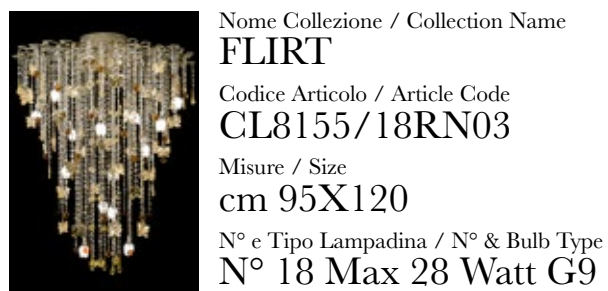 Nome Collezione / Collection Name
FLIRT
Codice Articolo / Article Code
CL8155/18RN03
Misure / Size
cm 95X120
N° e Tipo Lampadina / N° & Bulb Type
N° 18 Max 28 Watt G9